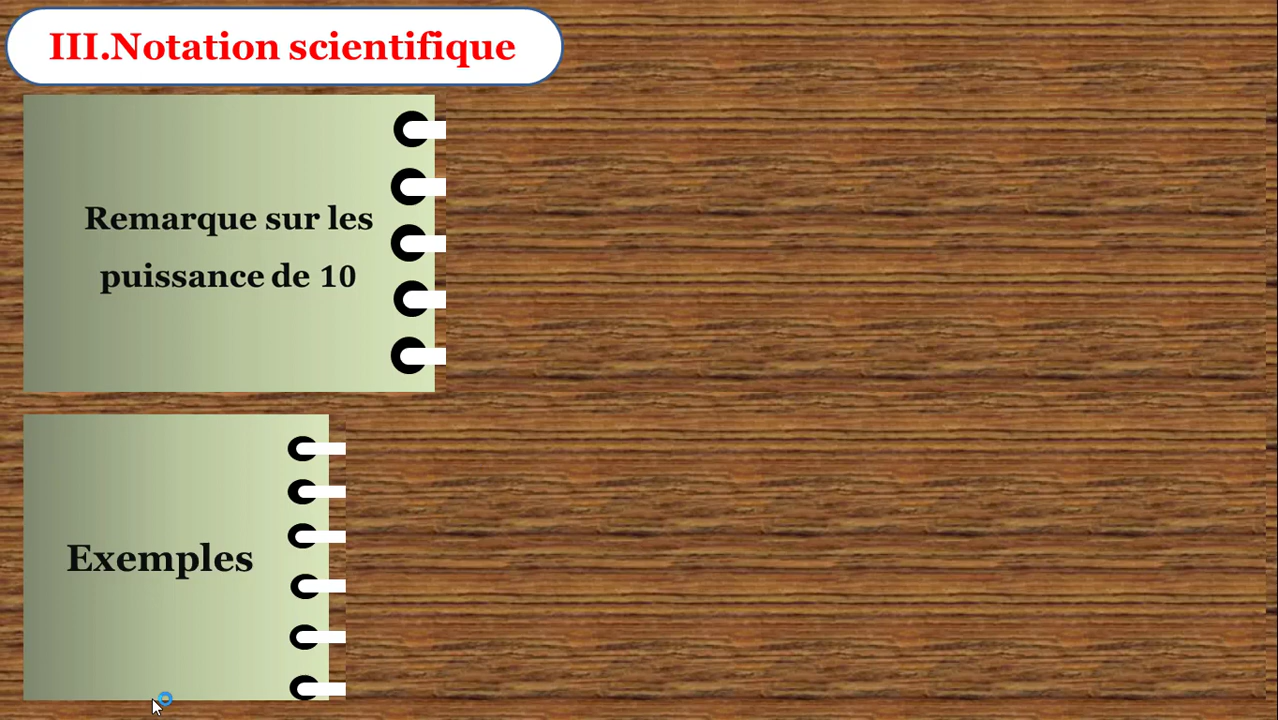 III.Notation scientifique
Remarque sur les
puissance de 10
Exemples